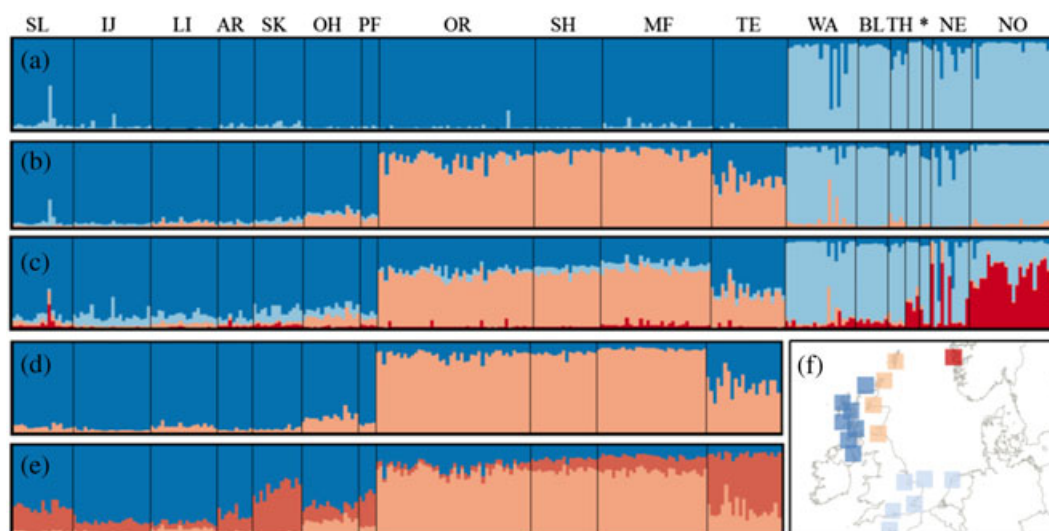 SL IJ LI AR SK OH PF OR SH MF TE WA BL TH * NE NO
(a)
(b)
(c)
(d) (f)
(e)